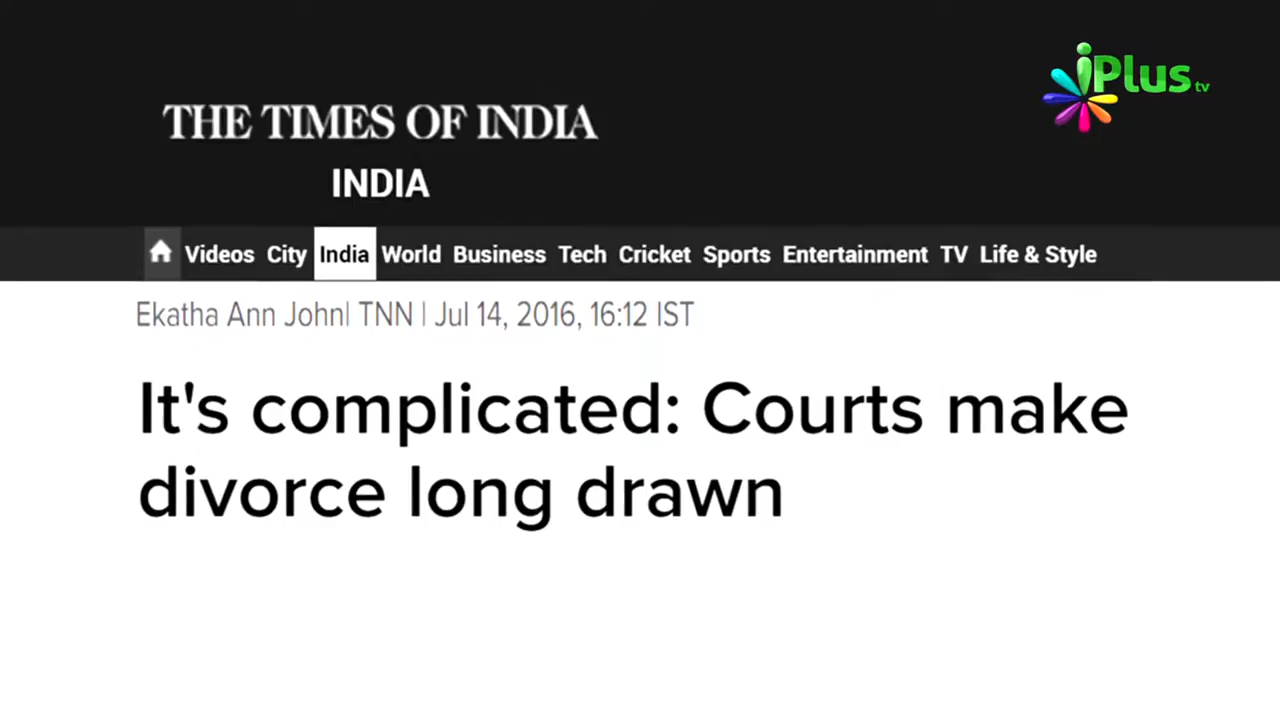 iPlus tv
THE TIMES OF INDIA
INDIA
Videos City India World Business Tech Cricket Sports Entertainment TV Life & Style
Ekatha Ann John| TNN | Jul 14, 2016, 16:12 IST
It's complicated: Courts make
divorce long drawn